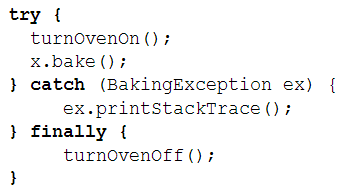 try {
  turnOvenOn();
  x.bake();
} catch (BakingException ex) {
     ex.printStackTrace();
} finally {
     turnOvenOff();
}